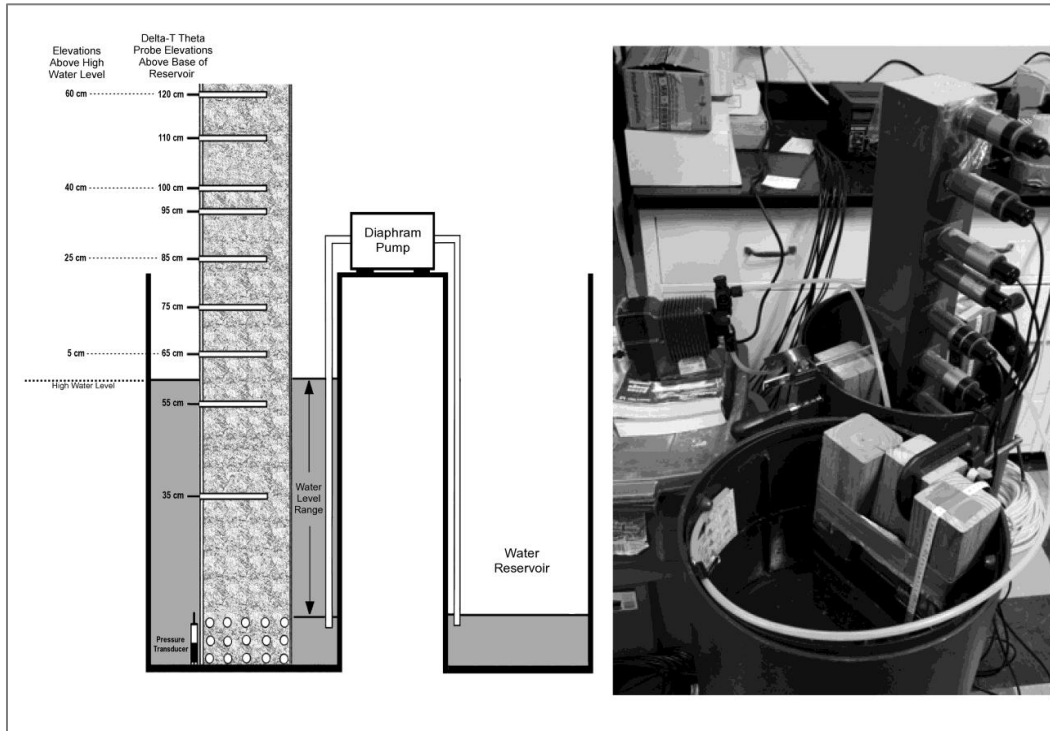 Elevations
Above High
Water Level
Delta-T Theta
Probe Elevations
Above Base of
Reservoir
60 cm 120 cm
110 cm
40 cm 100 cm
95 cm
25 cm 85 cm
75 cm
5 cm 65 cm
High Water Level
55 cm
35 cm
Pressure
Transducer
Water
Level
Range
Diaphram
Pump
Water
Reservoir